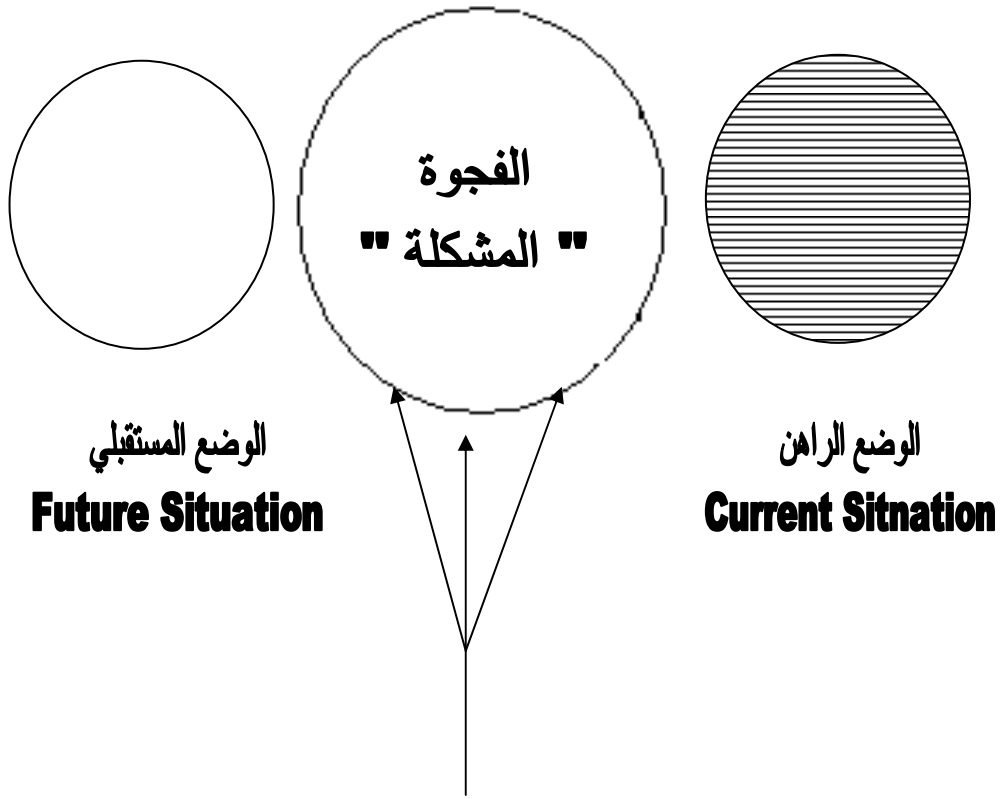 الفجوة
" المشكلة "
الوضع الراهن
Current Sitnation
الوضع المستقبلي
Future Situation